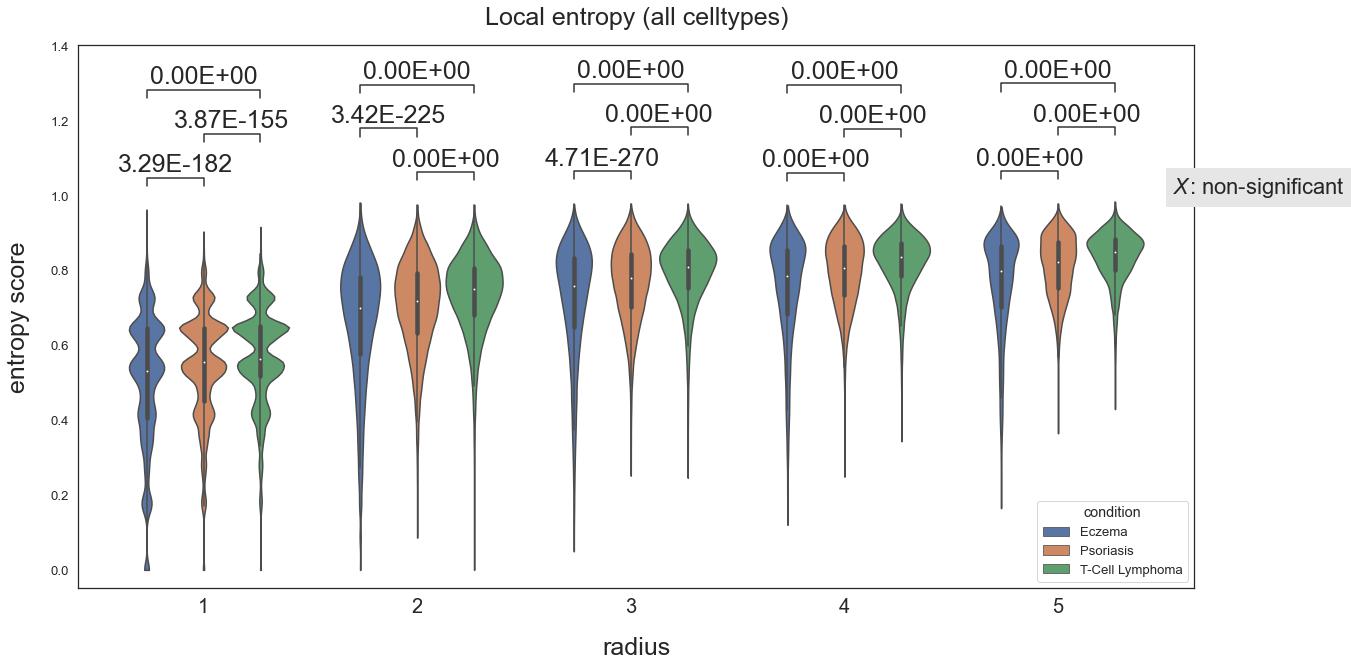 Local entropy (all celltypes)
1.4
1.2
1.0
0.8
0.6
0.4
0.2
0.0
entropy score
0.00E+00
3.87E-155
3.29E-182
0.00E+00
3.42E-225
0.00E+00
0.00E+00
0.00E+00
4.71E-270
0.00E+00
0.00E+00
0.00E+00
0.00E+00
0.00E+00
0.00E+00
X: non-significant
condition
Eczema
Psoriasis
T-Cell Lymphoma
1 2 3 4 5
radius